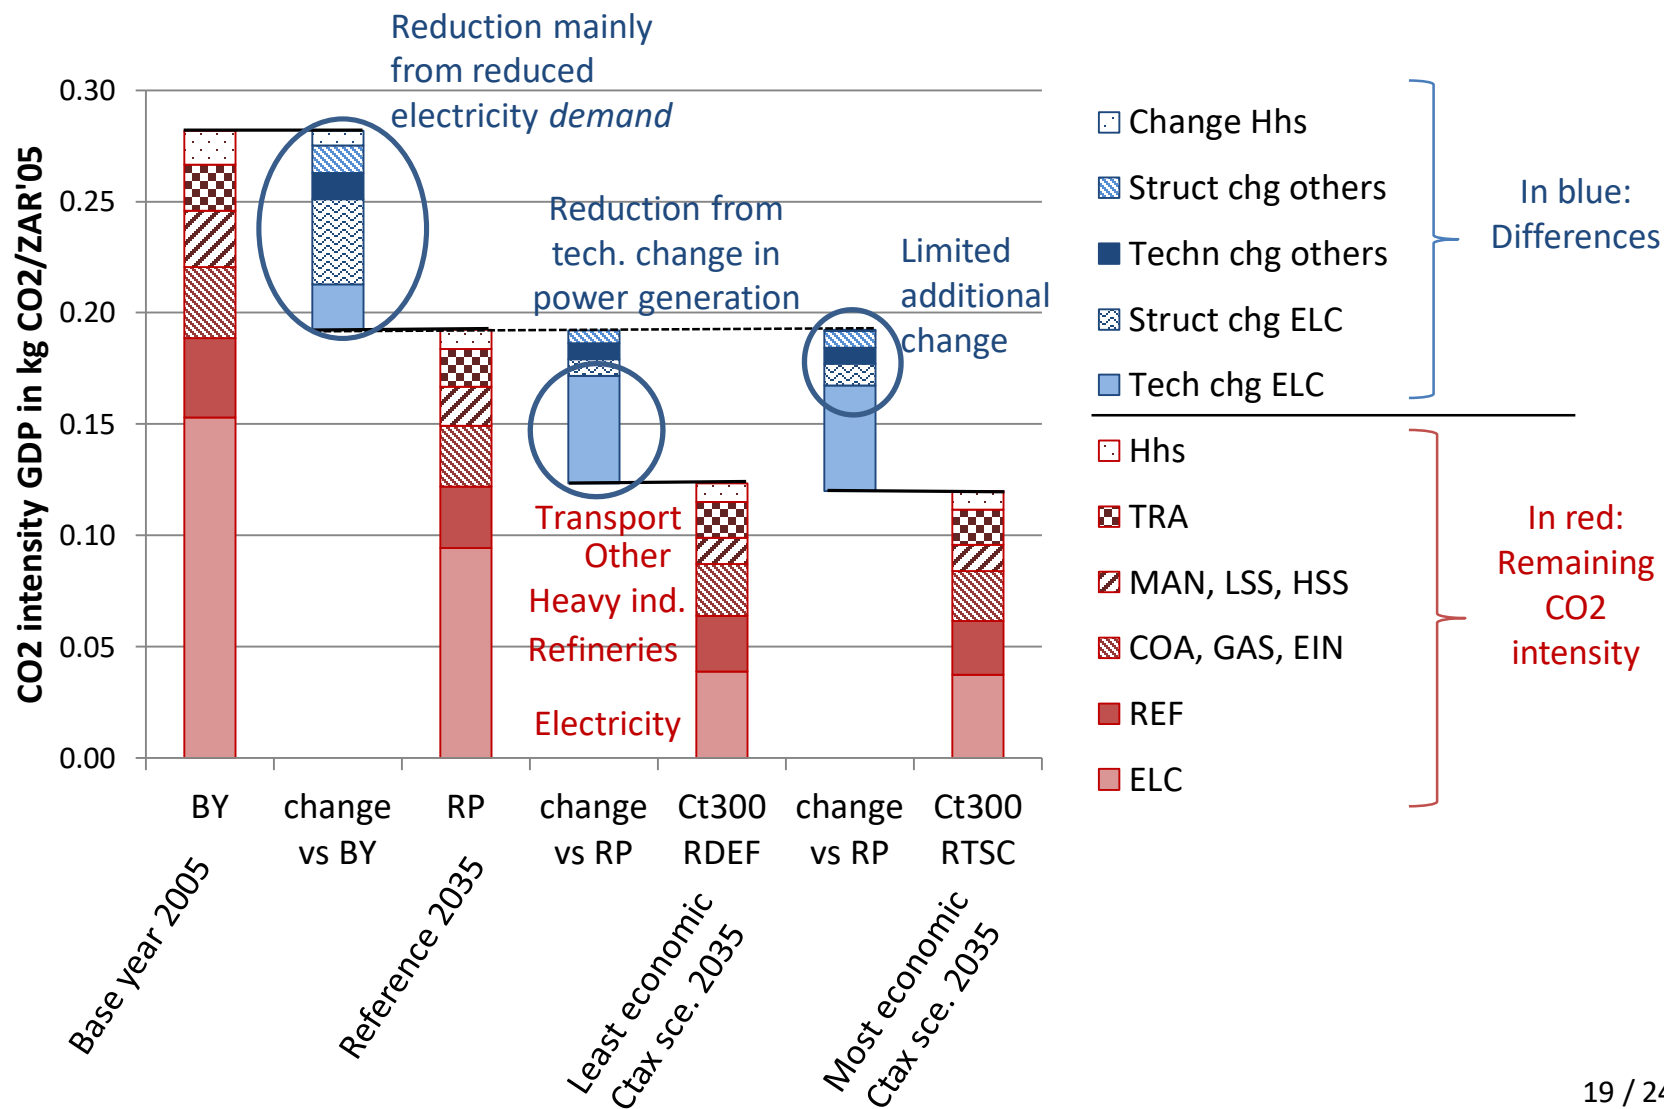 Reduction mainly
from reduced
electricity demand
Reduction from
tech. change in
power generation
Limited
additional
change
CO2 intensity GDP in kg CO2/ZAR'05
0.30
0.25
0.20
0.15
0.10
0.05
0.00
Transport
Other
Heavy ind.
Refineries
Electricity
BY
change
vs BY
RP
change
vs RP
Ct300
RDEF
change
vs RP
Ct300
RTSC
Base year 2005
Reference 2035
Least economic
Ctax sce. 2035
Most economic
Ctax sce. 2035
Change Hhs
Struct chg others
Techn chg others
Struct chg ELC
Tech chg ELC
Hhs
TRA
MAN, LSS, HSS
COA, GAS, EIN
REF
ELC
In blue:
Differences
In red:
Remaining
CO2
intensity
19 / 24